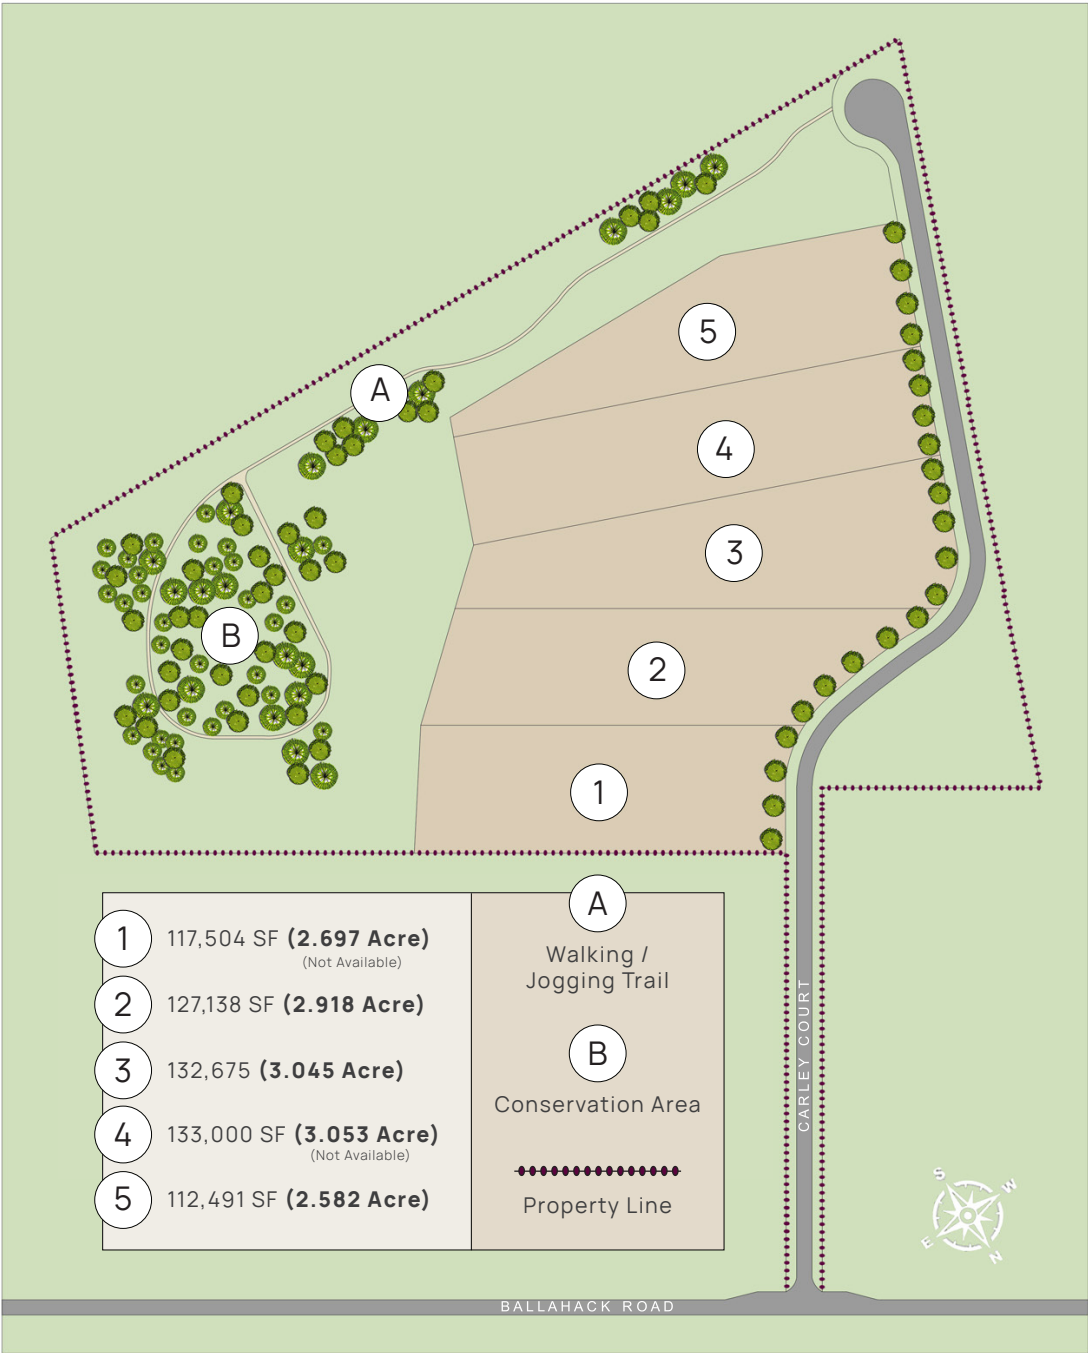 5
A
4
3
B
2
1
1 117,504 SF (2.697 Acre)
(Not Available)
2 127,138 SF (2.918 Acre)
3 132,675 (3.045 Acre)
4 133,000 SF (3.053 Acre)
(Not Available)
5 112,491 SF (2.582 Acre)
A
Walking /
Jogging Trail
B
Conservation Area
Property Line
CARLEY COURT
S
W
E
N
BALLAHACK ROAD